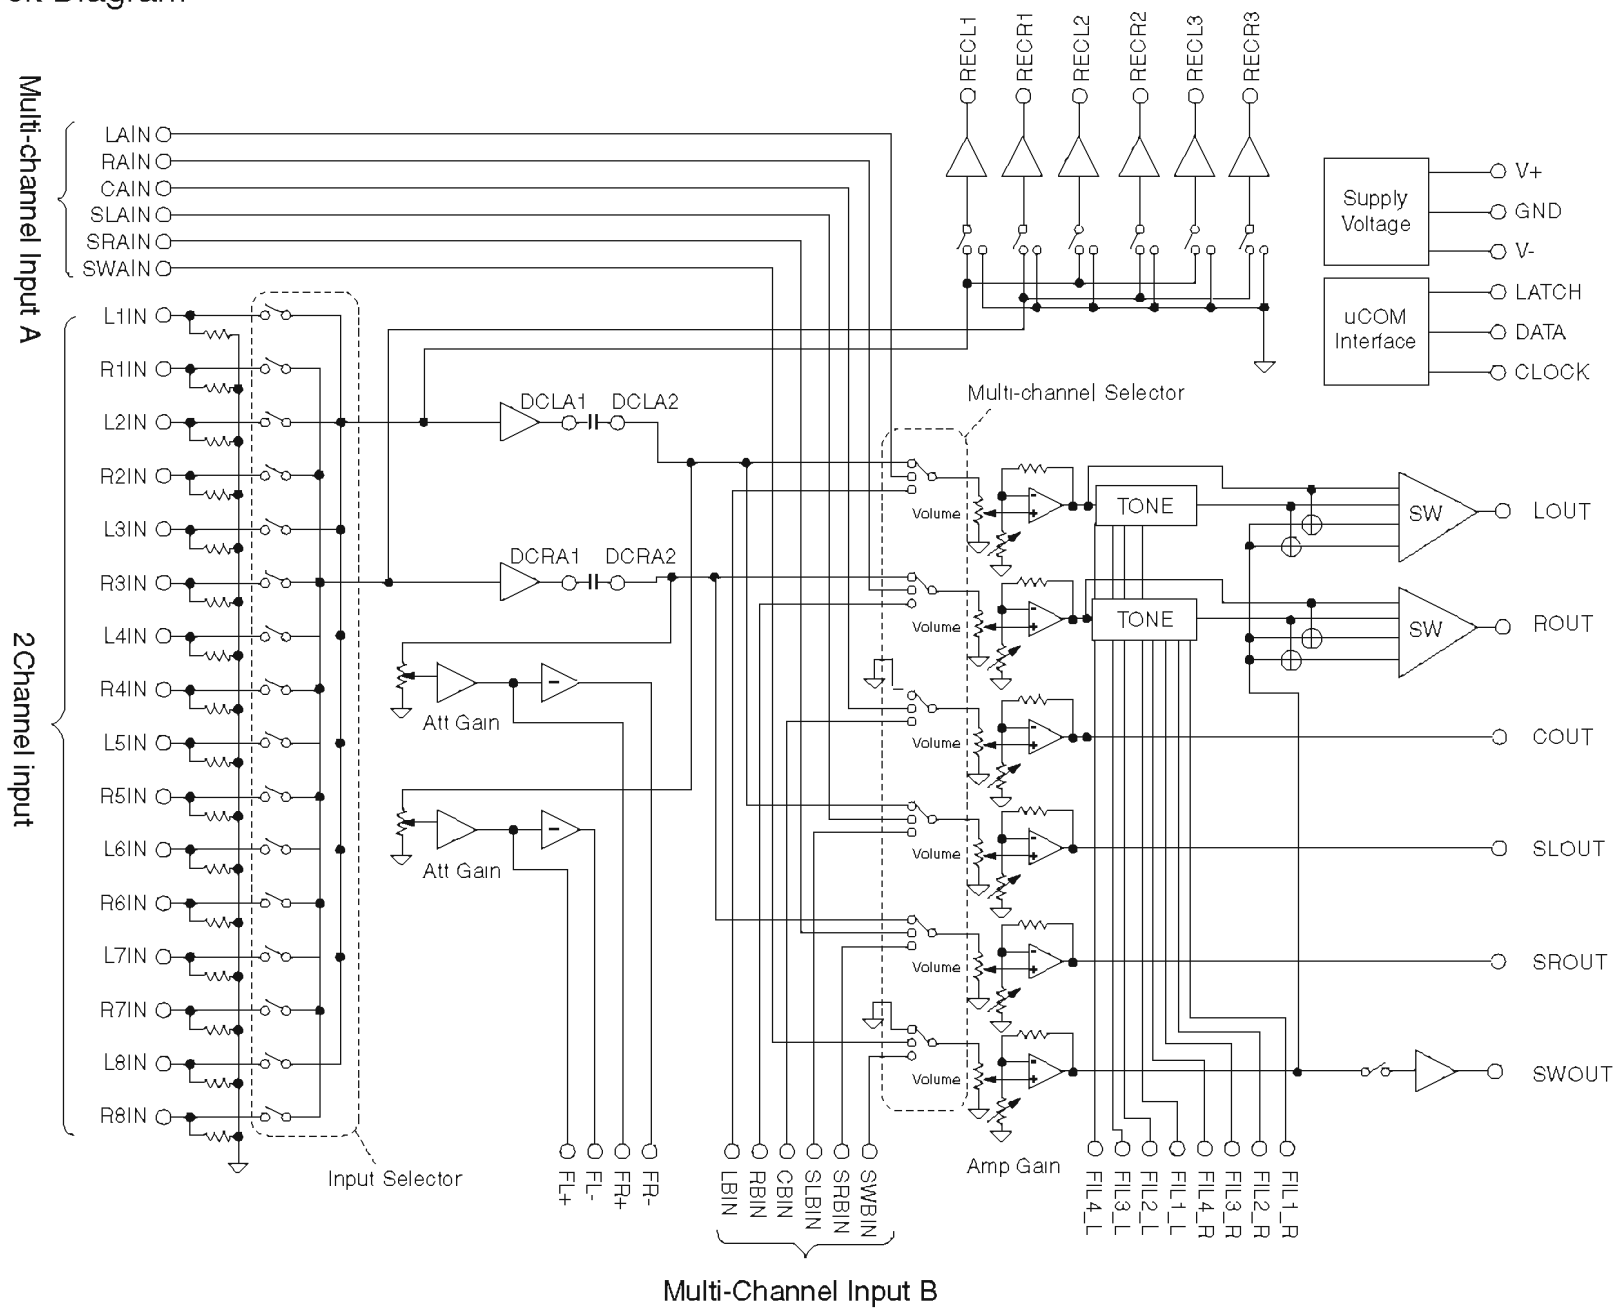 Diagram
RECL1
RECR1
RECL2
RECR2
RECL3
RECR3
Multi-channel Input A
LAIN
RAIN
CAIN
SLAIN
SRAIN
SWAIN
Supply
Voltage
V+
GND
V-
uCOM
Interface
LATCH
DATA
CLOCK
2Channel input
L1IN
R1IN
L2IN
R2IN
L3IN
R3IN
L4IN
R4IN
L5IN
R5IN
L6IN
R6IN
L7IN
R7IN
L8IN
R8IN
Input Selector
DCLA1 DCLA2
DCRA1 DCRA2
-
Att Gain
-
Att Gain
FL+
FL-
FR+
FR-
Multi-channel Selector
Volume
-
+
TONE
SW
LOUT
Volume
-
+
TONE
SW
ROUT
Volume
-
+
COUT
Volume
-
+
SLOUT
Volume
-
+
SROUT
Volume
-
+
SWOUT
Amp Gain
LBIN
RBIN
CBIN
SLBIN
SRBIN
SWBIN
Multi-Channel Input B
FIL4_L
FIL3_L
FIL2_L
FIL1_L
FIL4_R
FIL3_R
FIL2_R
FIL1_R